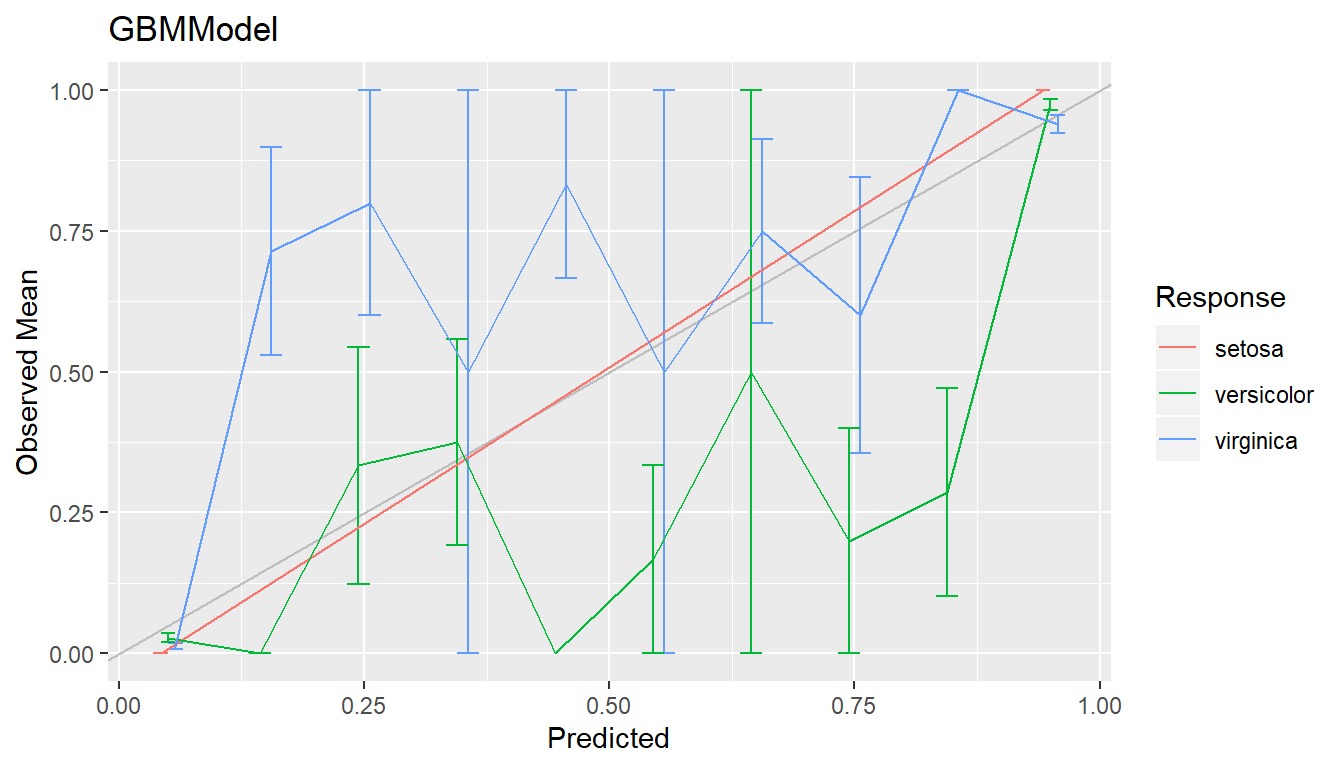 GBMModel
1.00
0.75
0.50
0.25
0.00
Observed Mean
0.00 0.25 0.50 0.75 1.00
Predicted
Response
setosa
versicolor
virginica